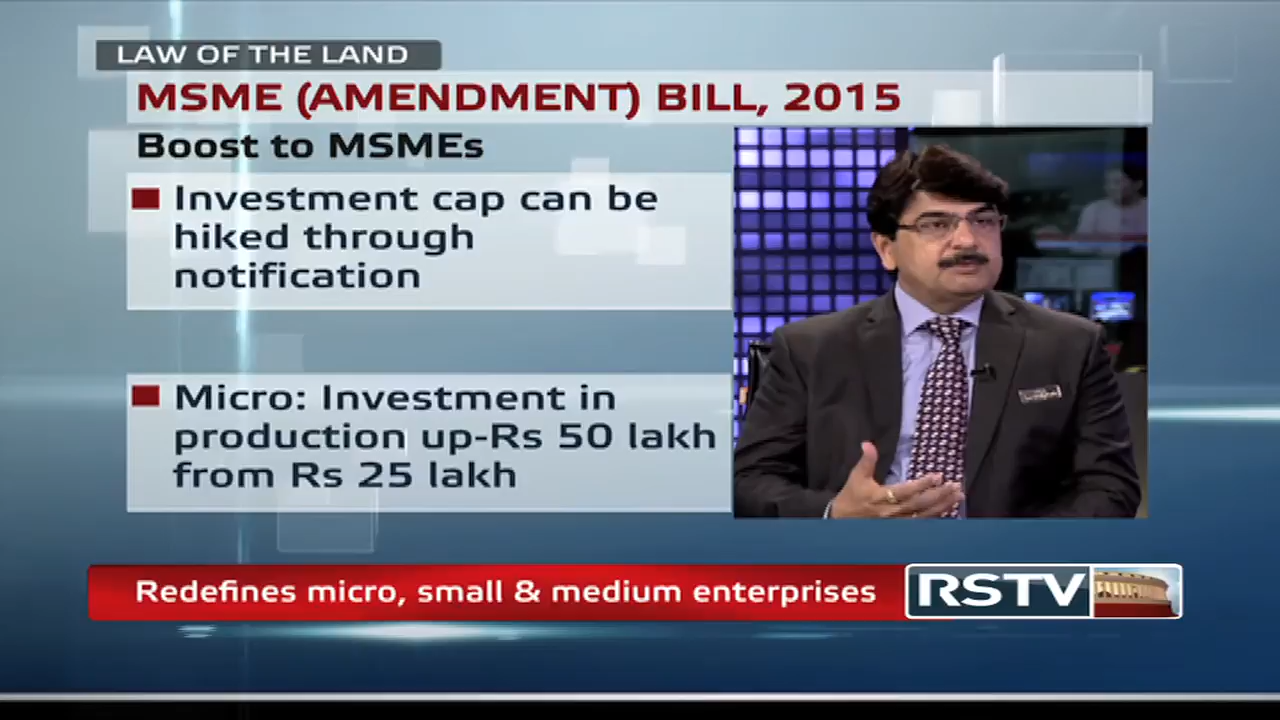 LAW OF THE LAND
MSME (AMENDMENT) BILL, 2015
Boost to MSMEs
Investment cap can be
hiked through
notification
Micro: Investment in
production up-Rs 50 lakh
from Rs 25 lakh
Redefines micro, small & medium enterprises
RSTV